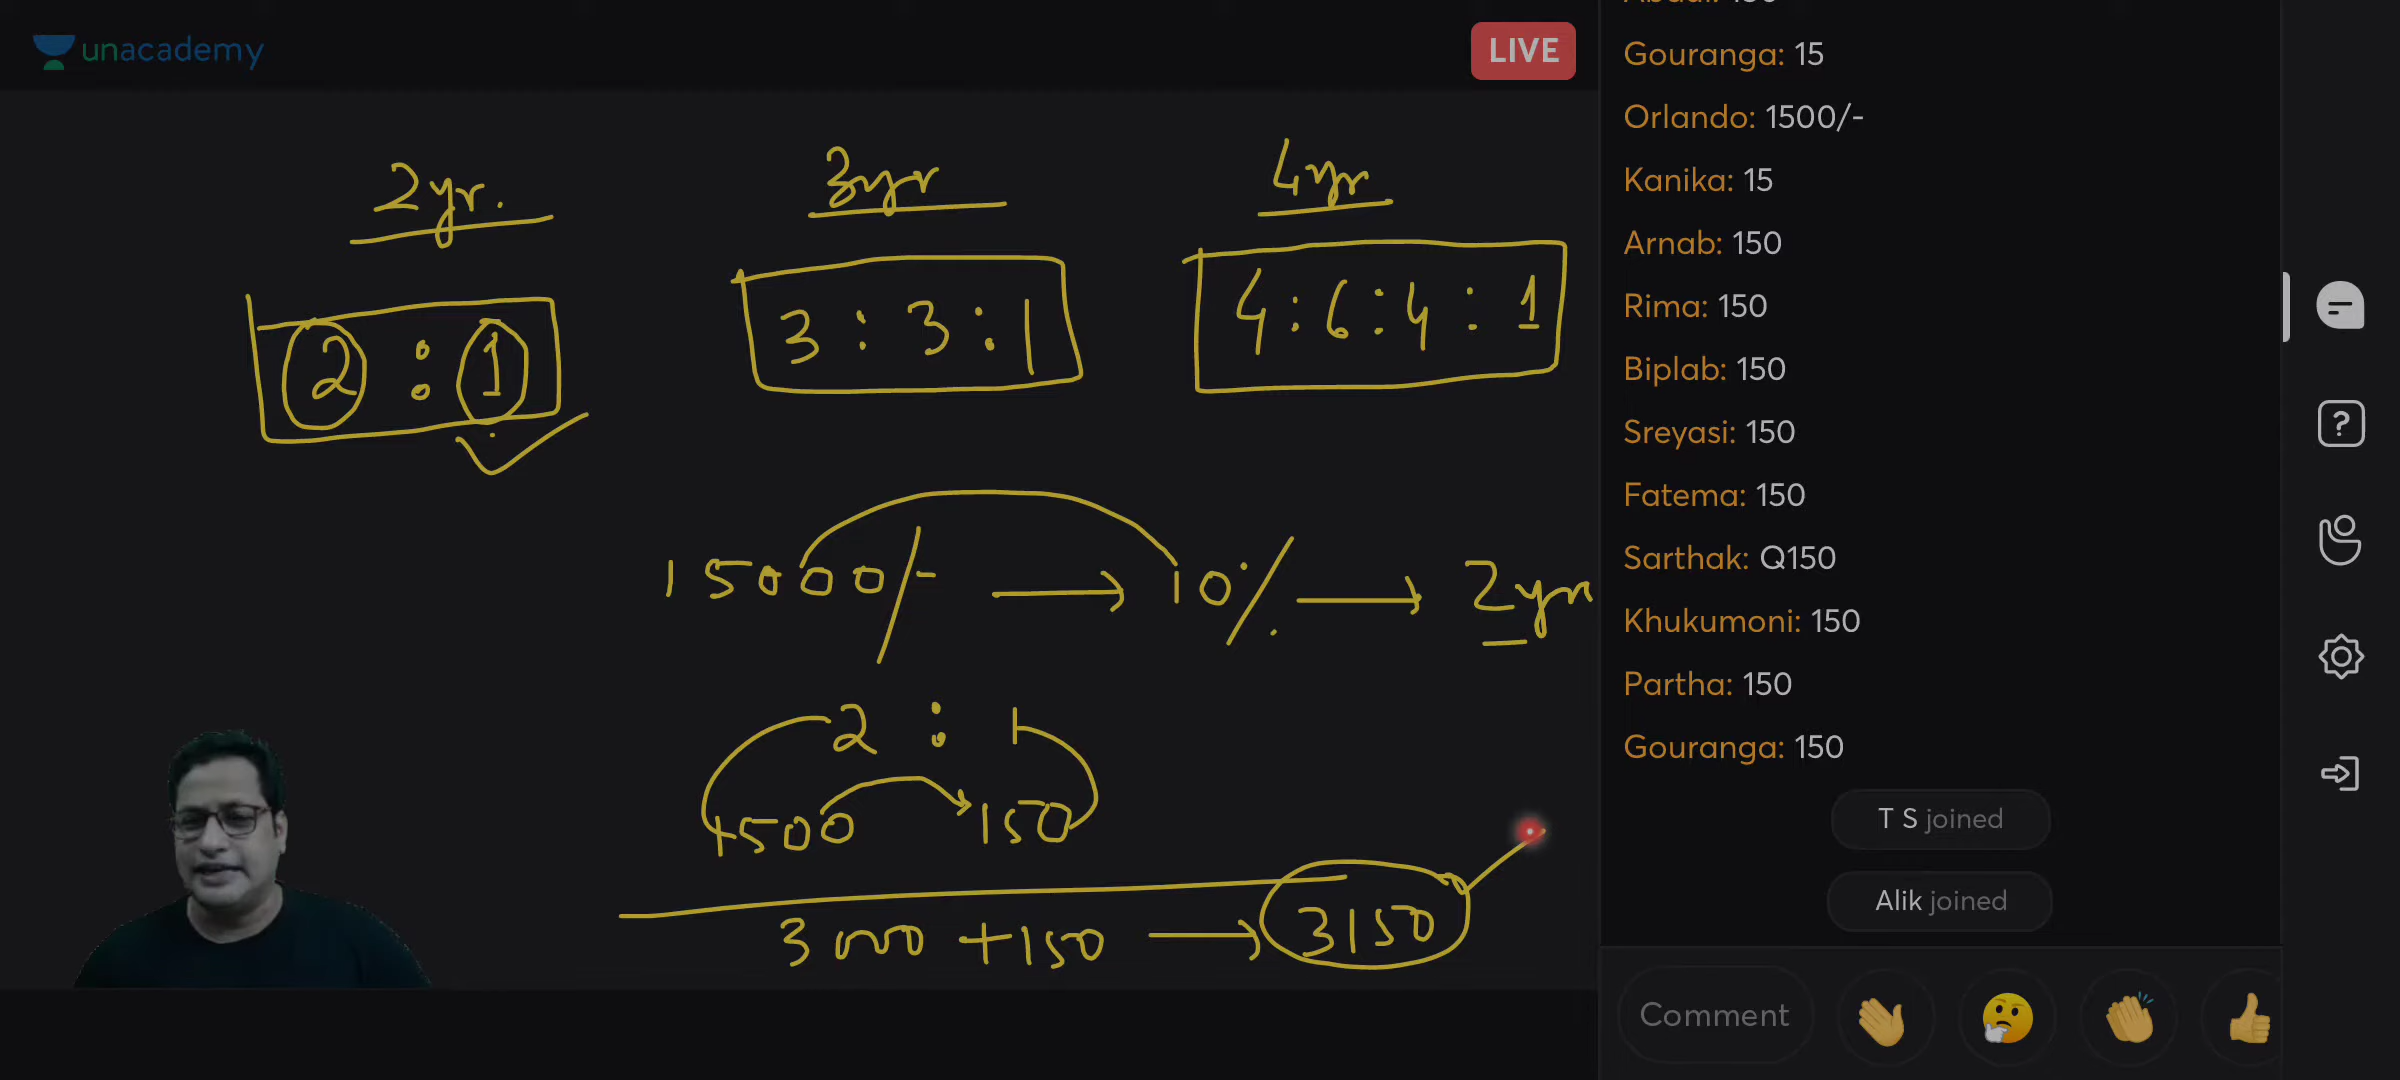 unacademy
LIVE
2yr.
3yr
4yr
2 : 1
3 : 3 : 1
4 : 6 : 4 : 1
15000/- → 10% → 2yr
2 : 1
1500 → 150
3000 + 150 → 3150
Gouranga: 15
Orlando: 1500/-
Kanika: 15
Arnab: 150
Rima: 150
Biplab: 150
Sreyasi: 150
Fatema: 150
Sarthak: Q150
Khukumoni: 150
Partha: 150
Gouranga: 150
T S joined
Alik joined
Comment